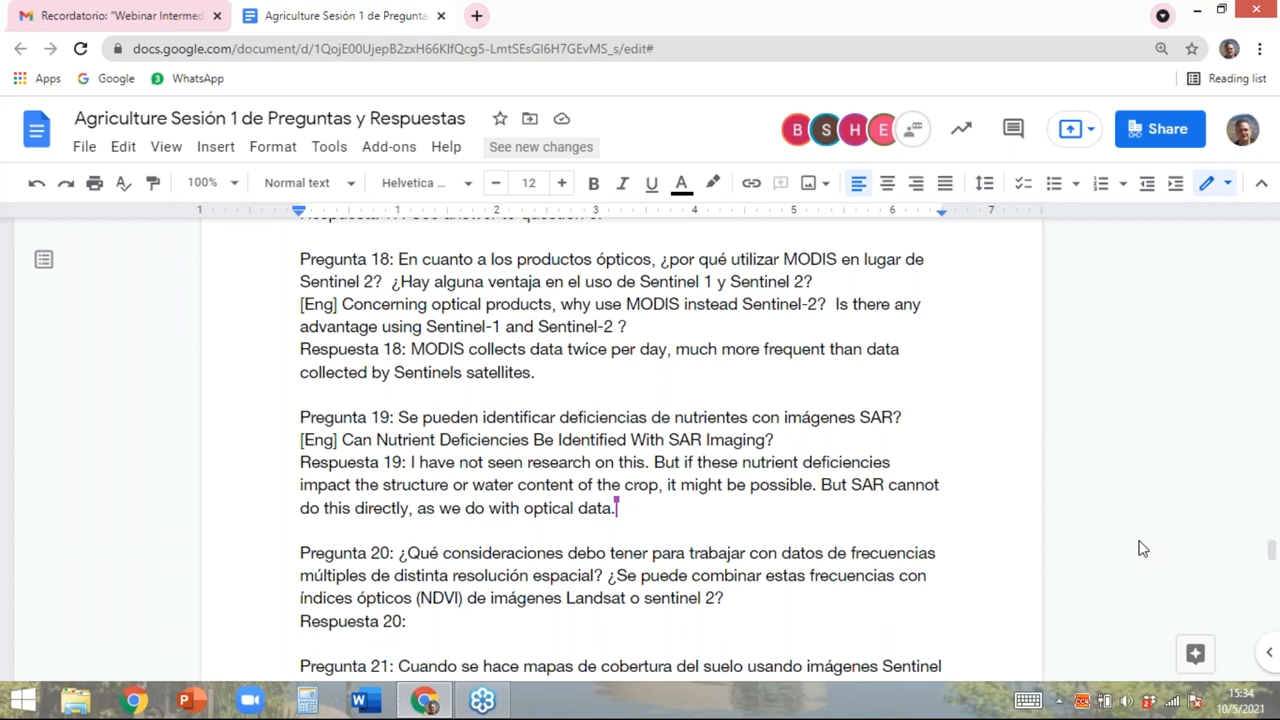 Recordatorio: "Webinar Intermed
Agriculture Sesión 1 de Pregunta
docs.google.com/document/d/1QojE00UjepB2zxH66KIfQcg5-LmtSEsGl6H7GEvMS_s/edit#
Apps
Google
WhatsApp
Reading list
Agriculture Sesión 1 de Preguntas y Respuestas
B S H E
Share
File Edit View Insert Format Tools Add-ons Help See new changes
100% Normal text Helvetica ... 12 B I U A
1 1 2 3 4 5 6 7
Pregunta 18: En cuanto a los productos ópticos, ¿por qué utilizar MODIS en lugar de
Sentinel 2? ¿Hay alguna ventaja en el uso de Sentinel 1 y Sentinel 2?
[Eng] Concerning optical products, why use MODIS instead Sentinel-2? Is there any
advantage using Sentinel-1 and Sentinel-2 ?
Respuesta 18: MODIS collects data twice per day, much more frequent than data
collected by Sentinels satellites.
Pregunta 19: Se pueden identificar deficiencias de nutrientes con imágenes SAR?
[Eng] Can Nutrient Deficiencies Be Identified With SAR Imaging?
Respuesta 19: I have not seen research on this. But if these nutrient deficiencies
impact the structure or water content of the crop, it might be possible. But SAR cannot
do this directly, as we do with optical data.
Pregunta 20: ¿Qué consideraciones debo tener para trabajar con datos de frecuencias
múltiples de distinta resolución espacial? ¿Se puede combinar estas frecuencias con
índices ópticos (NDVI) de imágenes Landsat o sentinel 2?
Respuesta 20:
Pregunta 21: Cuando se hace mapas de cobertura del suelo usando imágenes Sentinel
15:34
10/5/2021